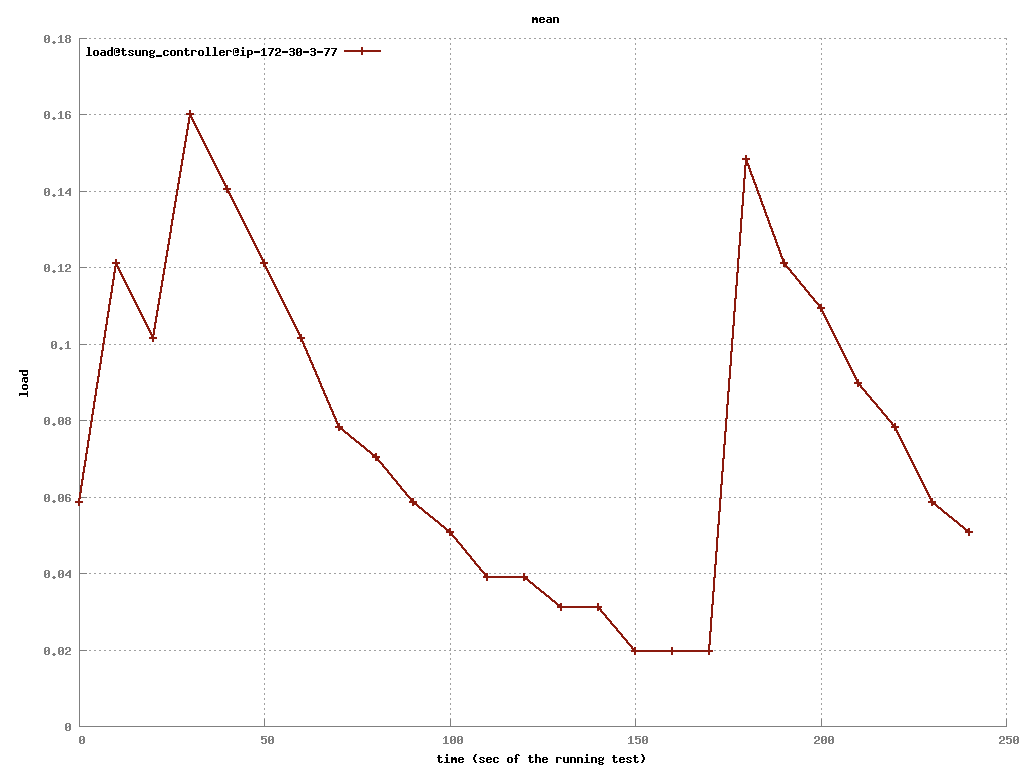 mean
load@tsung_controller@ip-172-30-3-77
0.18
0.16
0.14
0.12
0.1
0.08
0.06
0.04
0.02
0
load
0 50 100 150 200 250
time (sec of the running test)